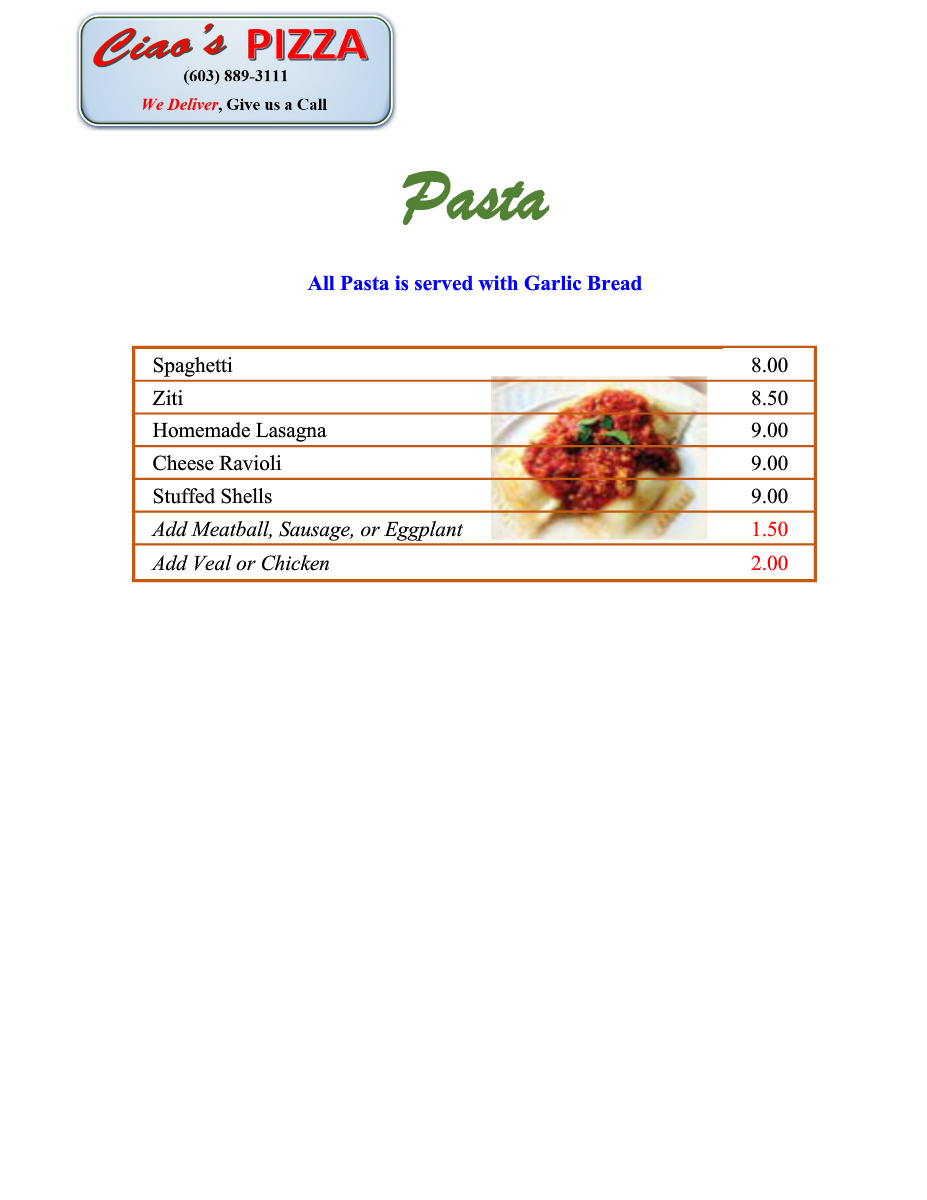 Ciao's PIZZA
(603) 889-3111
We Deliver, Give us a Call
Pasta
All Pasta is served with Garlic Bread
Spaghetti 8.00
Ziti 8.50
Homemade Lasagna 9.00
Cheese Ravioli 9.00
Stuffed Shells 9.00
Add Meatball, Sausage, or Eggplant 1.50
Add Veal or Chicken 2.00